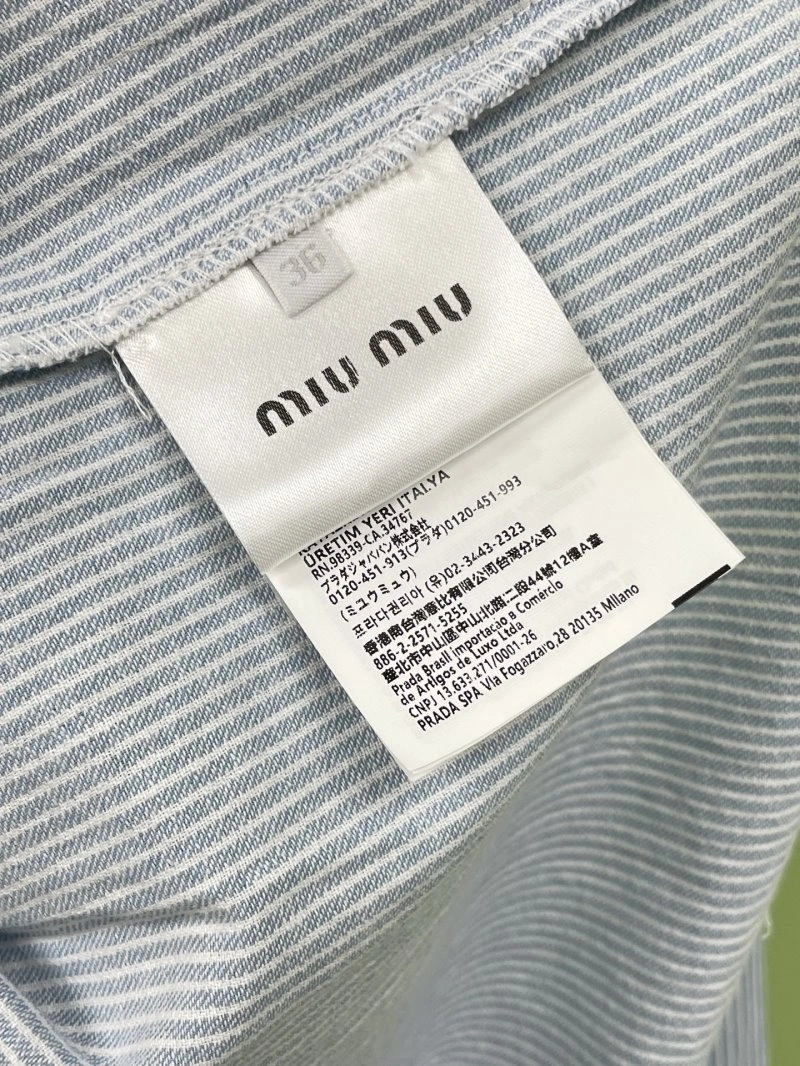 36
MIU MIU
ÜRETIM YERI ITALYA
RN.98339-CA.34767
プラダジャパン株式会社
0120-451-913(プラダ)0120-451-993
(ミュウミュウ)
프라다코리아 (유)02-3443-2323
香港商台灣普比有限公司台灣分公司
886-2-2571-5255
臺北市中山區中山北路二段44號12樓A室
Prada Brasil importacao e Comércio
de Artigos de Luxo Ltda
CNPJ 13.633.271/0001-26
PRADA SPA Via Fogazzaro,28 20135 Milano